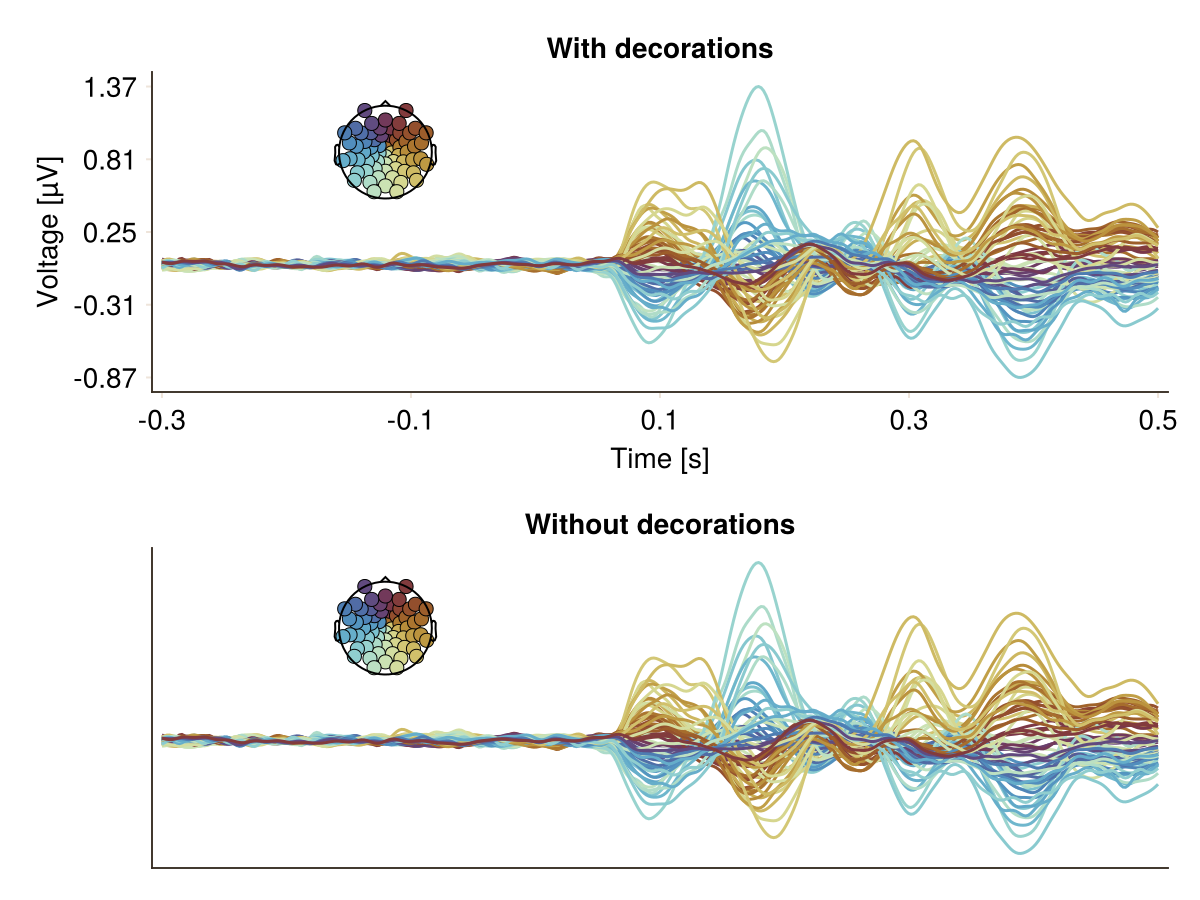 With decorations
1.37
0.81
0.25
-0.31
-0.87
Voltage [µV]
-0.3 -0.1 0.1 0.3 0.5
Time [s]
Without decorations